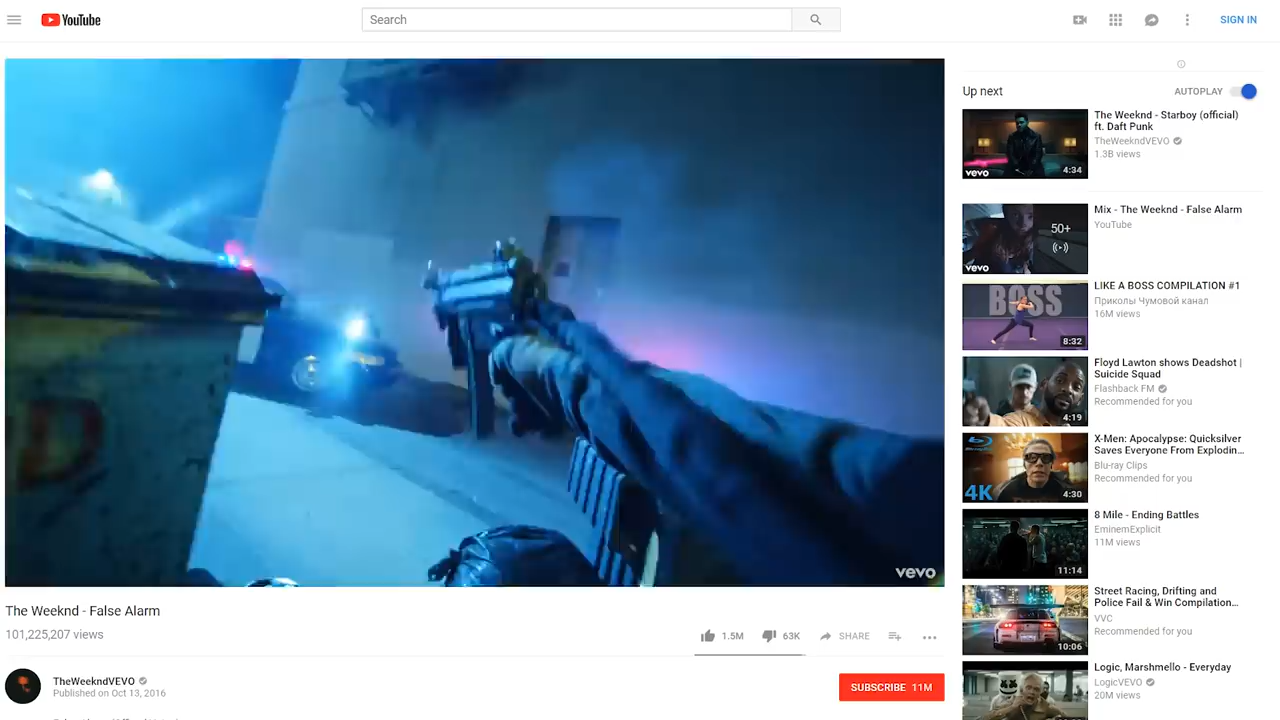 YouTube
Search
SIGN IN
Up next
AUTOPLAY
The Weeknd - Starboy (official)
ft. Daft Punk
TheWeekndVEVO
1.3B views
vevo
4:34
Mix - The Weeknd - False Alarm
YouTube
50+
vevo
LIKE A BOSS COMPILATION #1
Приколы Чумовой канал
16M views
BOSS
8:32
Floyd Lawton shows Deadshot |
Suicide Squad
Flashback FM
Recommended for you
4:19
X-Men: Apocalypse: Quicksilver
Saves Everyone From Explodin...
Blu-ray Clips
Recommended for you
Blu-ray
4K
4:30
8 Mile - Ending Battles
EminemExplicit
11M views
11:14
Street Racing, Drifting and
Police Fail & Win Compilation...
VVC
Recommended for you
10:06
Logic, Marshmello - Everyday
LogicVEVO
20M views
vevo
The Weeknd - False Alarm
101,225,207 views
1.5M
63K
SHARE
TheWeekndVEVO
Published on Oct 13, 2016
SUBSCRIBE 11M